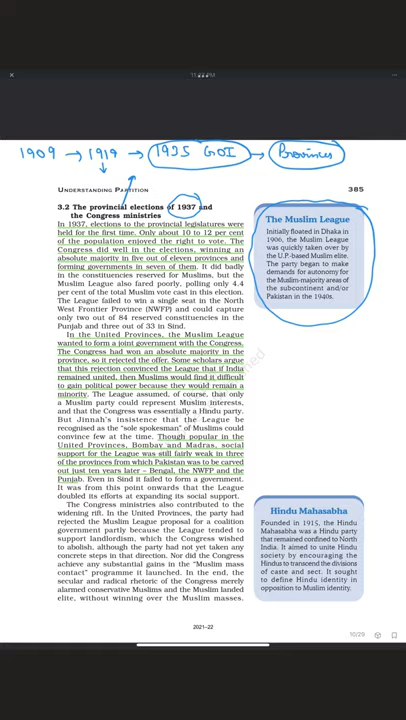 1909 → 1919 → 1935 GOI → Provinces
UNDERSTANDING PARTITION
385
3.2 The provincial elections of 1937 and
the Congress ministries
In 1937, elections to the provincial legislatures were
held for the first time. Only about 10 to 12 per cent
of the population enjoyed the right to vote. The
Congress did well in the elections, winning an
absolute majority in five out of eleven provinces and
forming governments in seven of them. It did badly
in the constituencies reserved for Muslims, but the
Muslim League also fared poorly, polling only 4.4
per cent of the total Muslim vote cast in this election.
The League failed to win a single seat in the North
West Frontier Province (NWFP) and could capture
only two out of 84 reserved constituencies in the
Punjab and three out of 33 in Sind.
In the United Provinces, the Muslim League
wanted to form a joint government with the Congress.
The Congress had won an absolute majority in the
province, so it rejected the offer. Some scholars argue
that this rejection convinced the League that if India
remained united, then Muslims would find it difficult
to gain political power because they would remain a
minority. The League assumed, of course, that only
a Muslim party could represent Muslim interests,
and that the Congress was essentially a Hindu party.
But Jinnah's insistence that the League be
recognised as the "sole spokesman" of Muslims could
convince few at the time. Though popular in the
United Provinces, Bombay and Madras, social
support for the League was still fairly weak in three
of the provinces from which Pakistan was to be carved
out just ten years later – Bengal, the NWFP and the
Punjab. Even in Sind it failed to form a government.
It was from this point onwards that the League
doubled its efforts at expanding its social support.
The Congress ministries also contributed to the
widening rift. In the United Provinces, the party had
rejected the Muslim League proposal for a coalition
government partly because the League tended to
support landlordism, which the Congress wished
to abolish, although the party had not yet taken any
concrete steps in that direction. Nor did the Congress
achieve any substantial gains in the "Muslim mass
contact" programme it launched. In the end, the
secular and radical rhetoric of the Congress merely
alarmed conservative Muslims and the Muslim landed
elite, without winning over the Muslim masses.
The Muslim League
Initially floated in Dhaka in
1906, the Muslim League
was quickly taken over by
the U.P.-based Muslim elite.
The party began to make
demands for autonomy for
the Muslim-majority areas of
the subcontinent and/or
Pakistan in the 1940s.
Hindu Mahasabha
Founded in 1915, the Hindu
Mahasabha was a Hindu party
that remained confined to North
India. It aimed to unite Hindu
society by encouraging the
Hindus to transcend the divisions
of caste and sect. It sought
to define Hindu identity in
opposition to Muslim identity.
2021–22
10/29